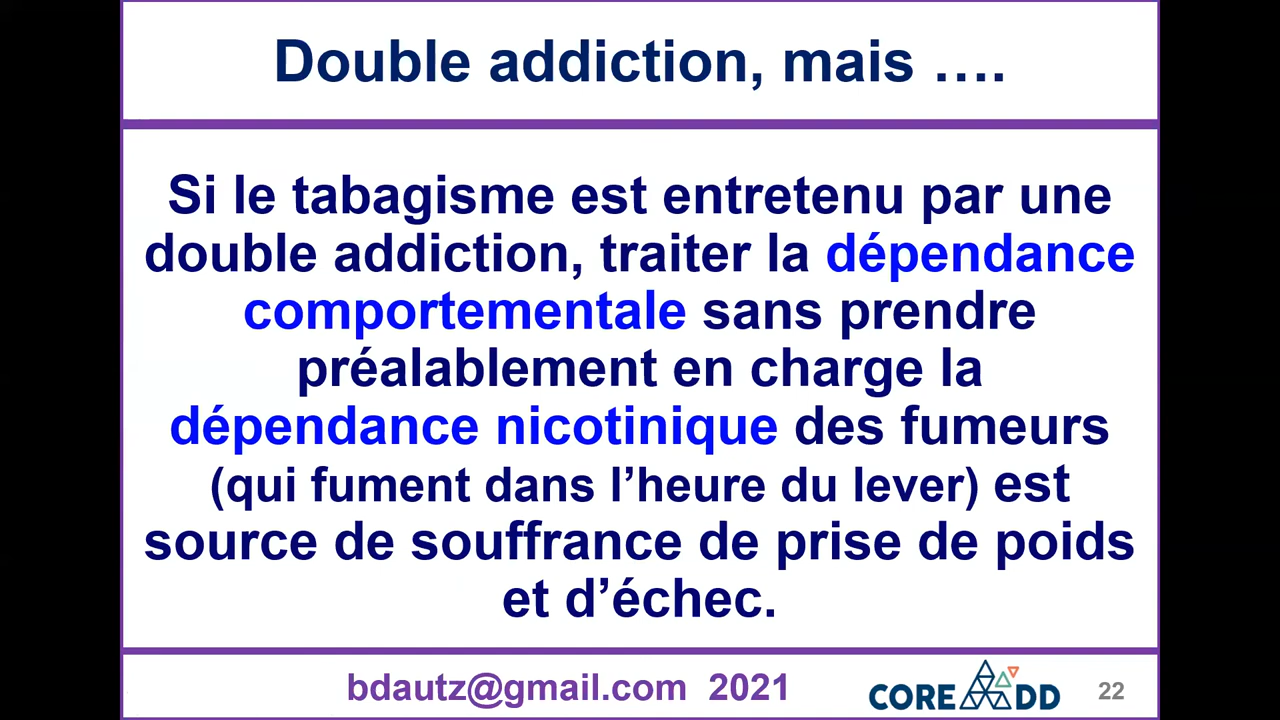 Double addiction, mais ….
Si le tabagisme est entretenu par une
double addiction, traiter la dépendance
comportementale sans prendre
préalablement en charge la
dépendance nicotinique des fumeurs
(qui fument dans l’heure du lever) est
source de souffrance de prise de poids
et d’échec.
bdautz@gmail.com 2021
COREADD
22